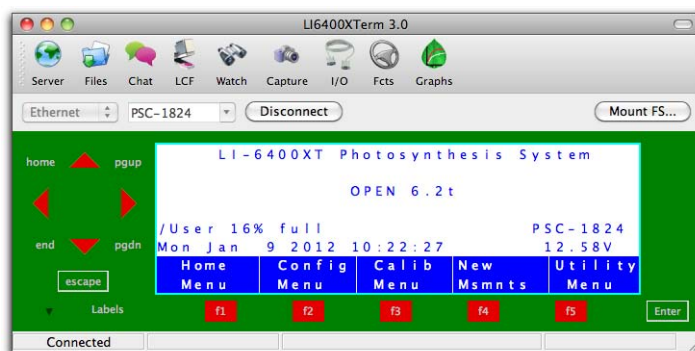 LI6400XTerm 3.0
Server Files Chat LCF Watch Capture I/O Fcts Graphs
Ethernet PSC-1824 Disconnect Mount FS...
home pgup
LI-6400XT Photosynthesis System
OPEN 6.2t
/User 16% full PSC-1824
end pgdn Mon Jan 9 2012 10:22:27 12.58V
Home Config Calib New Utility
escape Menu Menu Menu Msmnts Menu
Labels f1 f2 f3 f4 f5 Enter
Connected